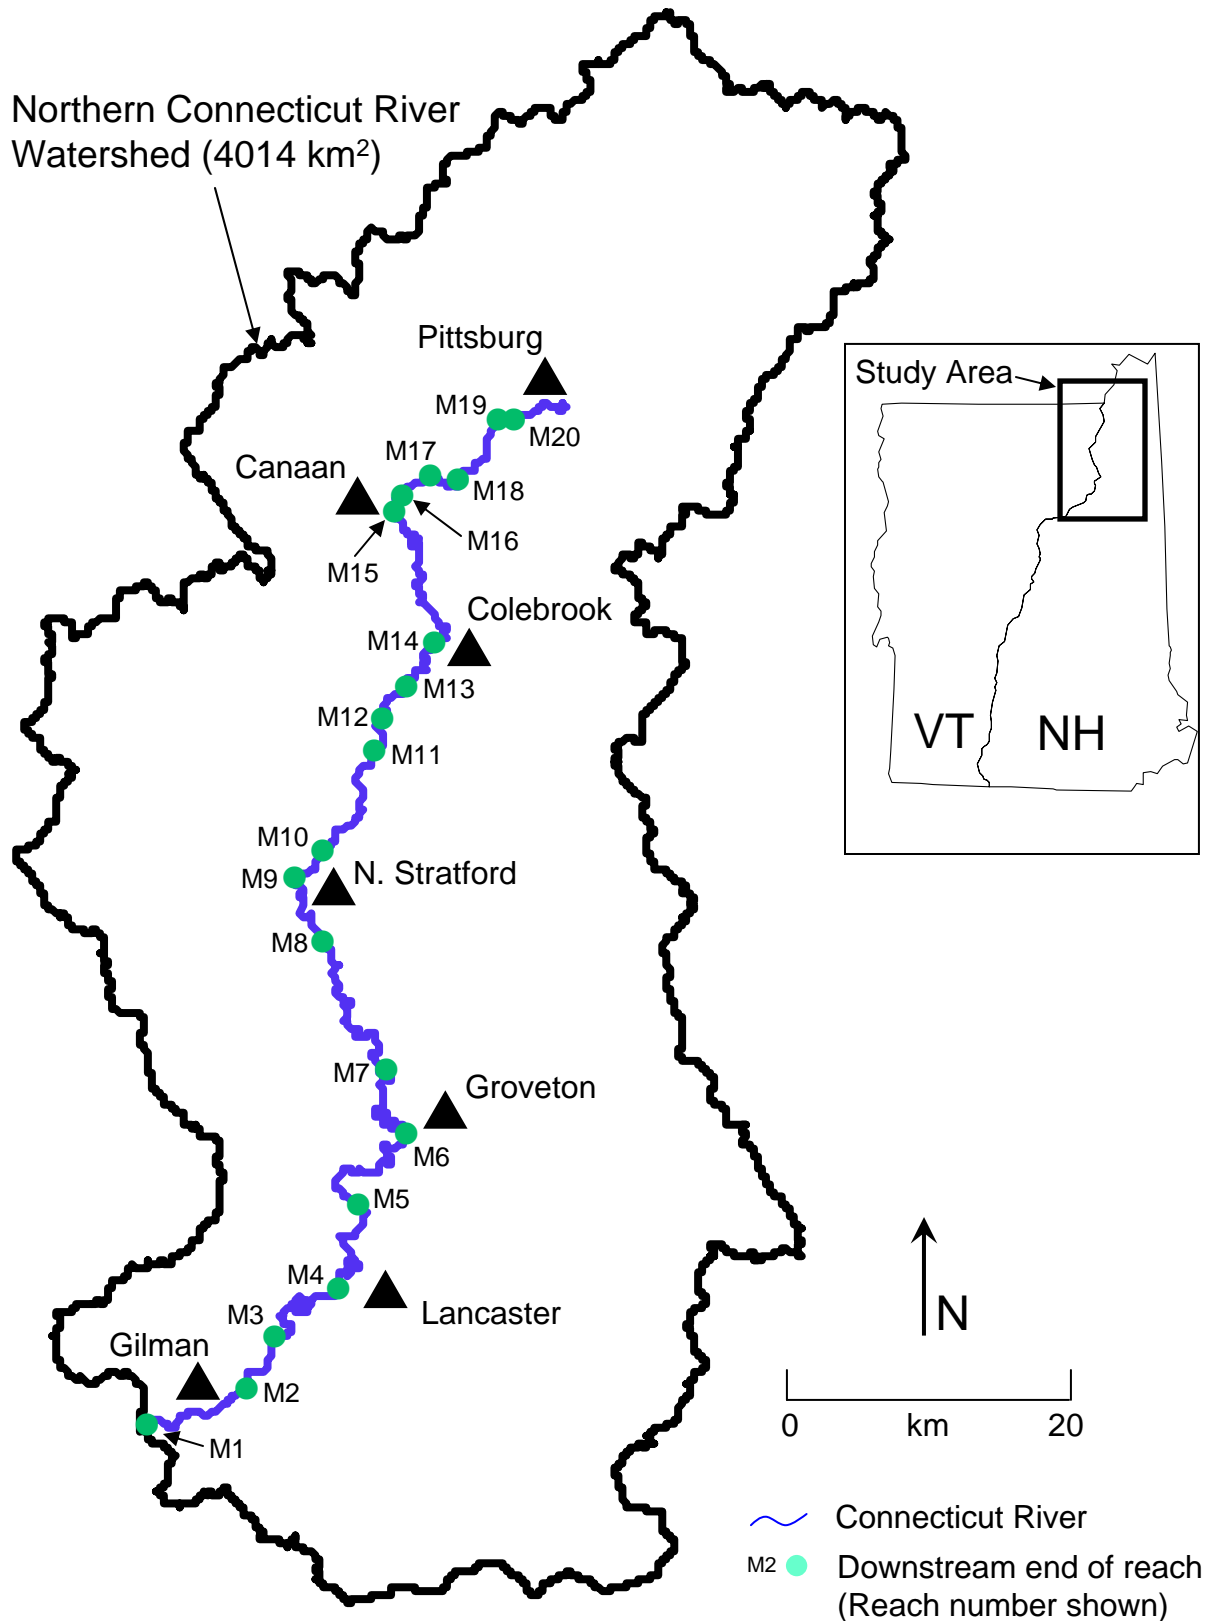 Northern Connecticut River
Watershed (4014 km²)
Pittsburg
Study Area
M19
M20
M17
Canaan
M18
M16
M15
Colebrook
M14
M13
M12
M11
VT
NH
M10
M9
N. Stratford
M8
M7
Groveton
M6
M5
M4
Lancaster
M3
Gilman
M2
M1
N
0
km
20
Connecticut River
M2
Downstream end of reach
(Reach number shown)